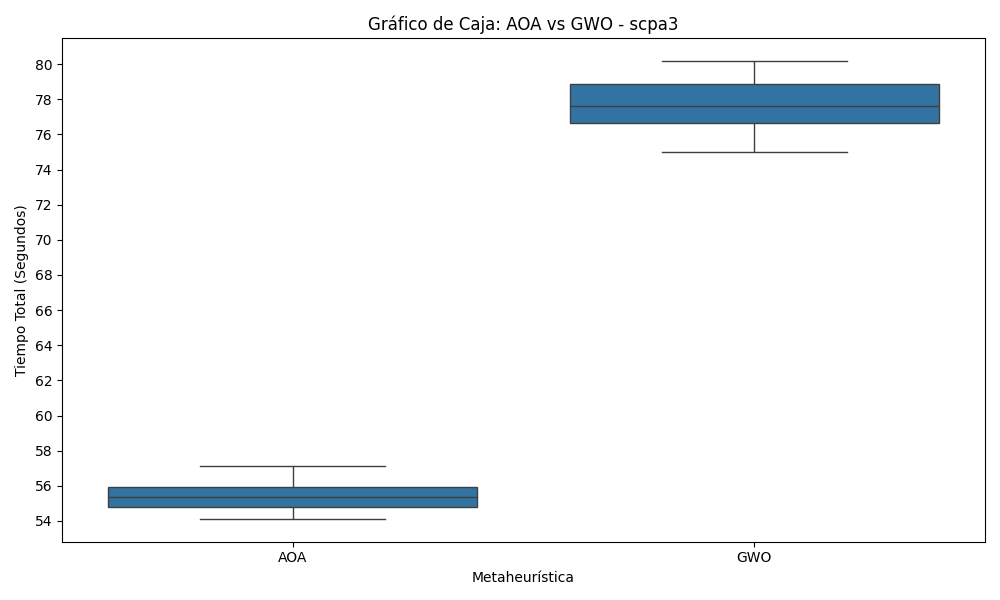 Gráfico de Caja: AOA vs GWO - scpa3
Tiempo Total (Segundos)
80
78
76
74
72
70
68
66
64
62
60
58
56
54
AOA
GWO
Metaheurística